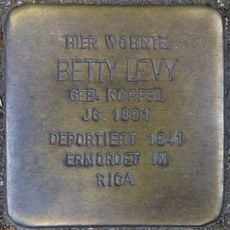 HIER WOHNTE
BETTY LEVY
GEB. KOPPEL
JG. 1891
DEPORTIERT 1941
ERMORDET IN
RIGA